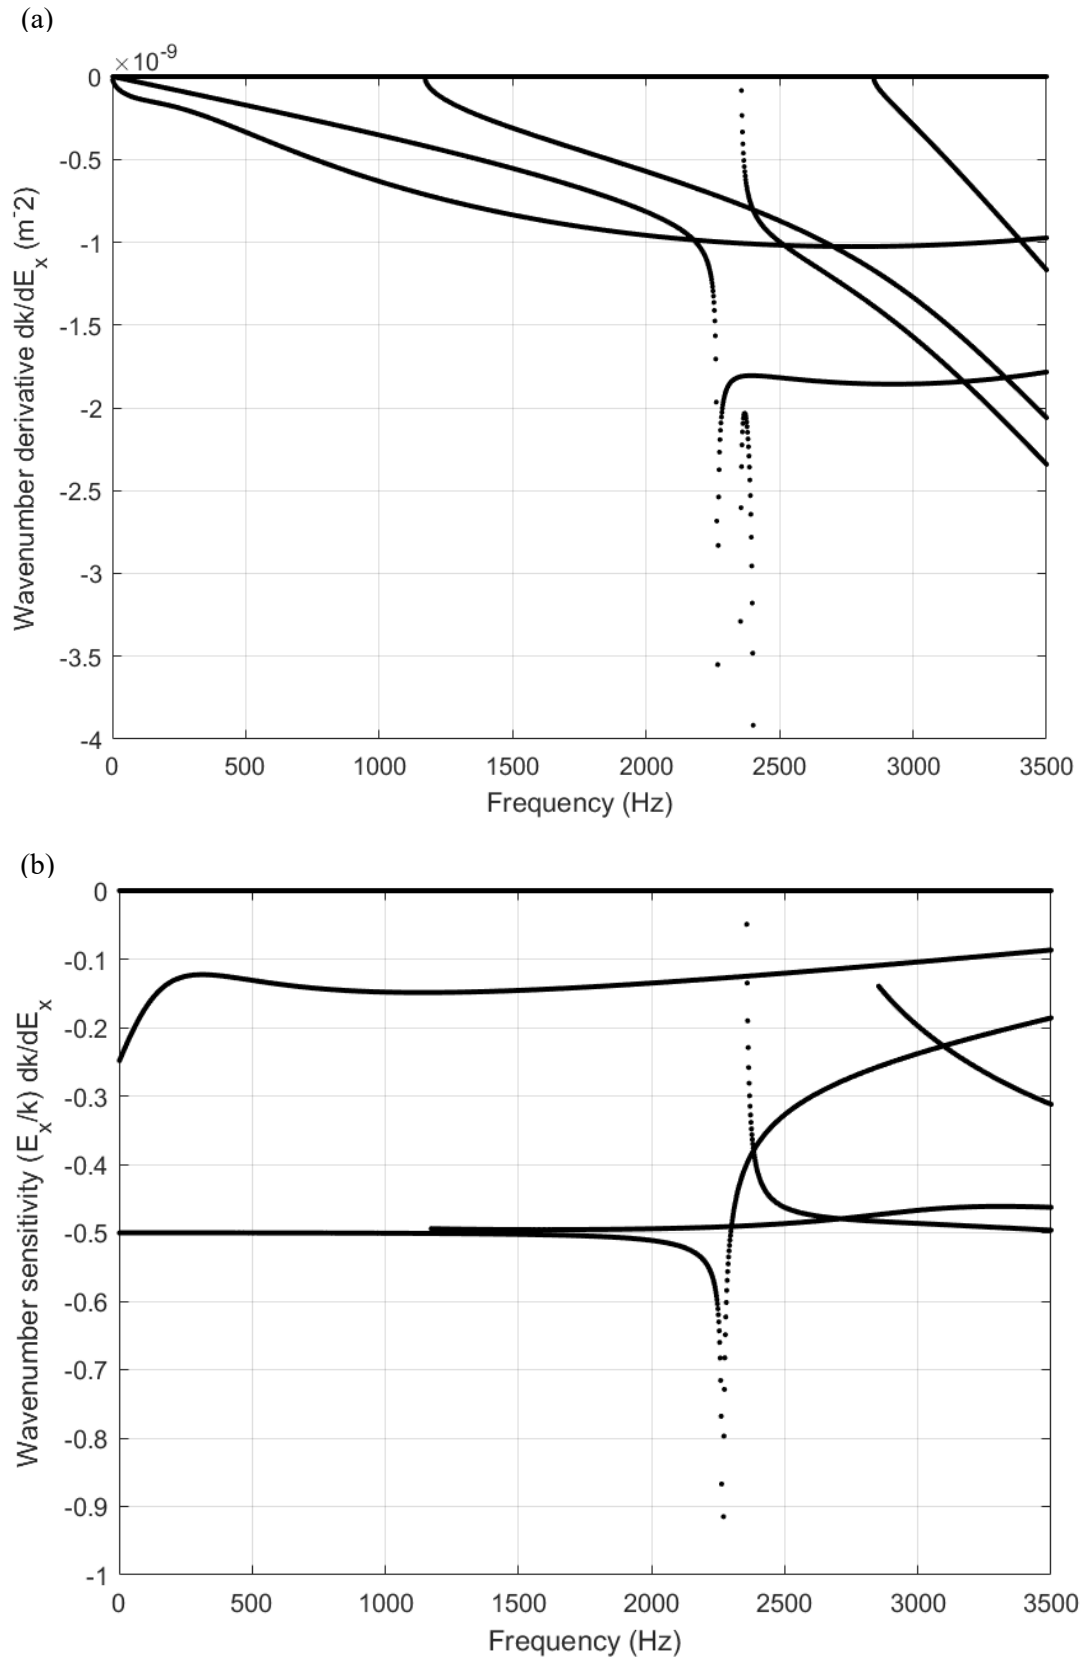 (a)
×10-9
0
-0.5
-1
-1.5
-2
-2.5
-3
-3.5
-4
Wavenumber derivative dk/dEx (m-2)
0 500 1000 1500 2000 2500 3000 3500
Frequency (Hz)
(b)
0
-0.1
-0.2
-0.3
-0.4
-0.5
-0.6
-0.7
-0.8
-0.9
-1
Wavenumber sensitivity (Ex/k) dk/dEx
0 500 1000 1500 2000 2500 3000 3500
Frequency (Hz)